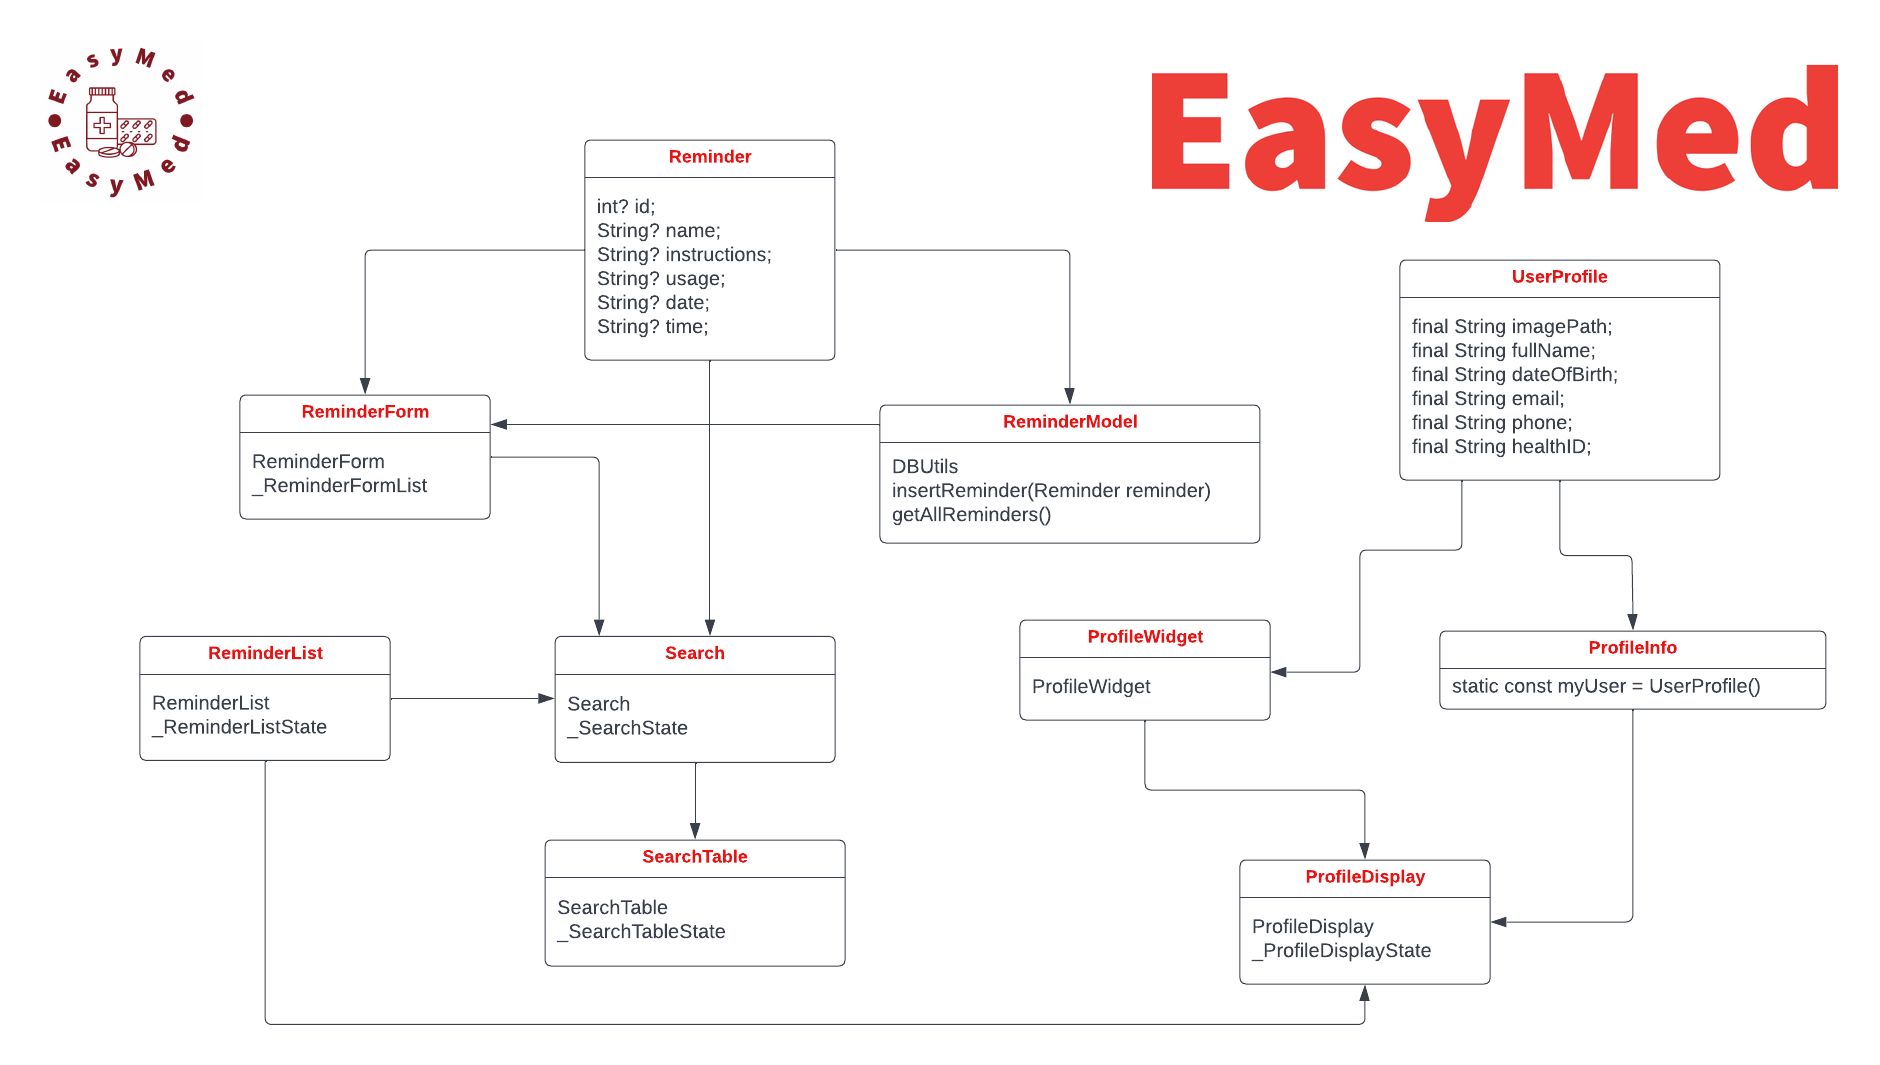 EasyMed
EasyMed
EasyMed
Reminder
int? id;
String? name;
String? instructions;
String? usage;
String? date;
String? time;
UserProfile
final String imagePath;
final String fullName;
final String dateOfBirth;
final String email;
final String phone;
final String healthID;
ReminderForm
ReminderForm
_ReminderFormList
ReminderModel
DBUtils
insertReminder(Reminder reminder)
getAllReminders()
ReminderList
ReminderList
_ReminderListState
Search
Search
_SearchState
ProfileWidget
ProfileWidget
ProfileInfo
static const myUser = UserProfile()
SearchTable
SearchTable
_SearchTableState
ProfileDisplay
ProfileDisplay
_ProfileDisplayState